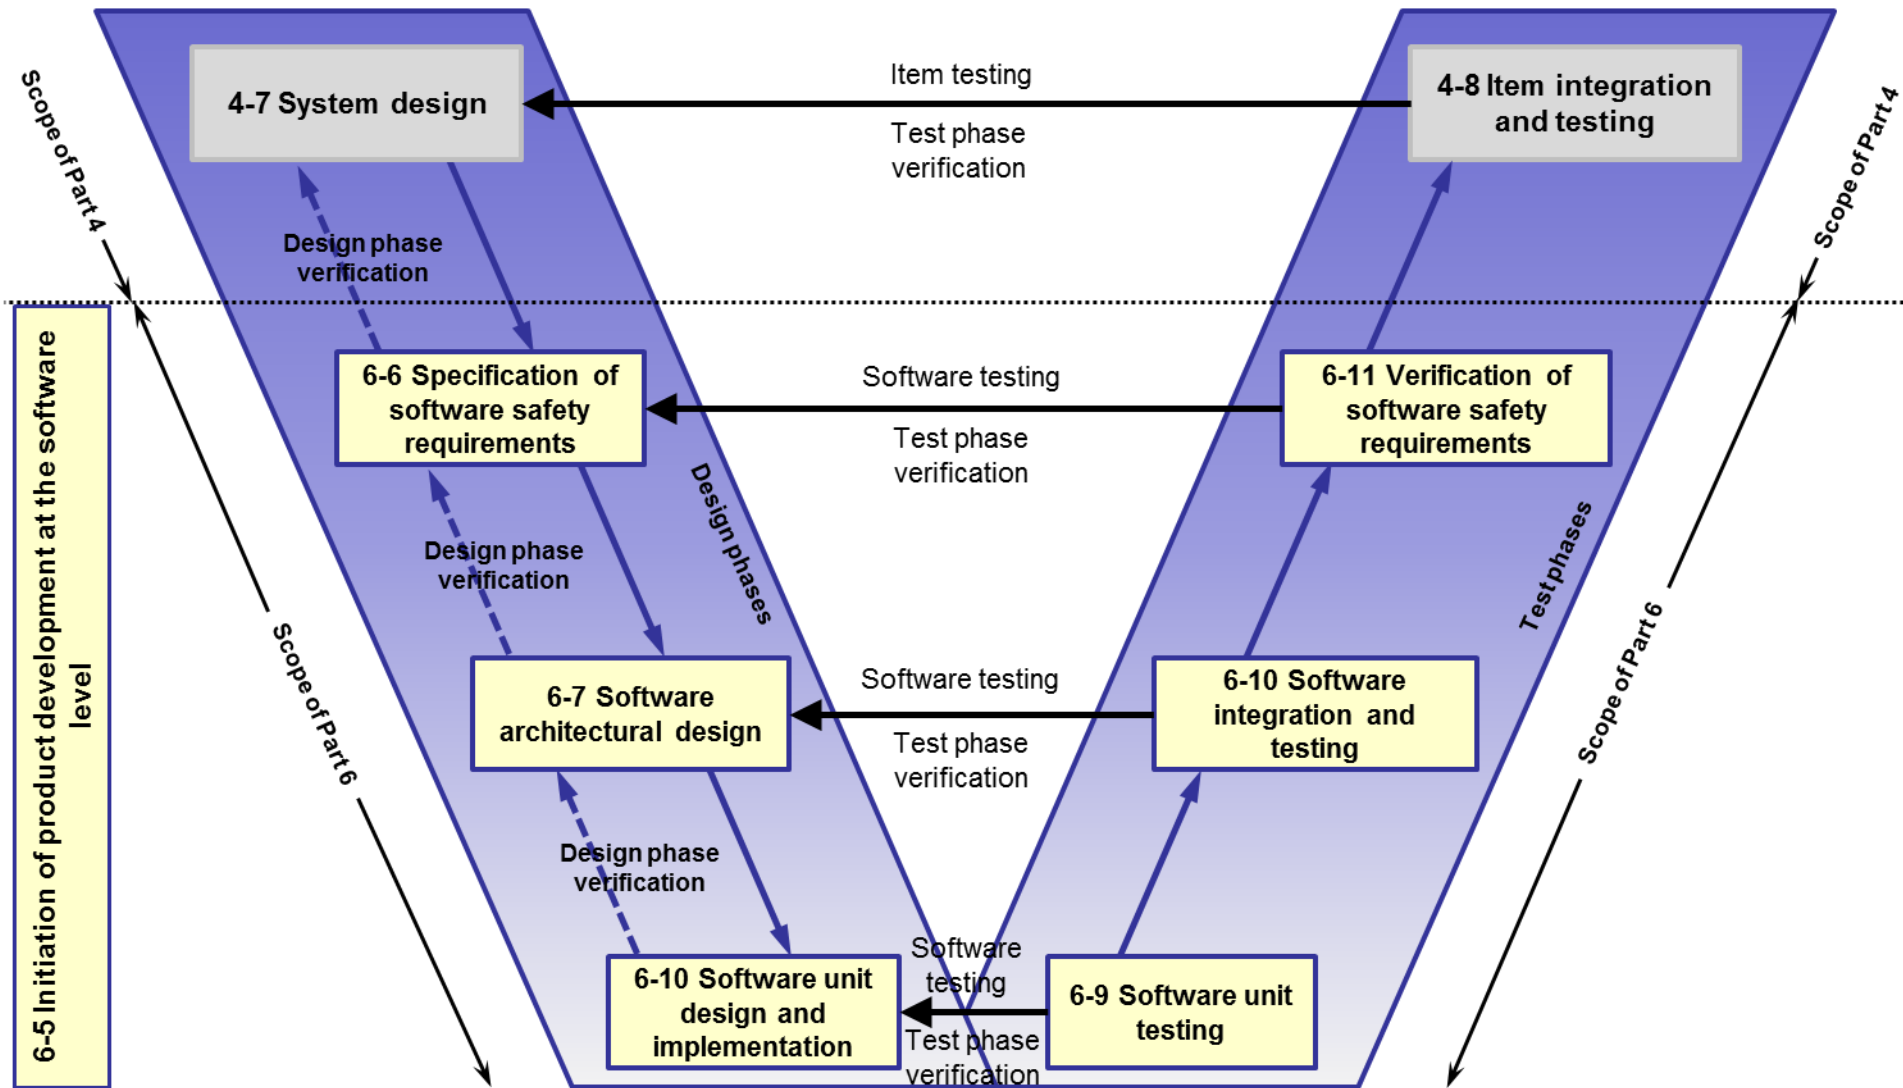 4-7 System design
Item testing
Test phase
verification
4-8 Item integration
and testing
Scope of Part 4
Scope of Part 4
Design phase
verification
6-5 Initiation of product development at the software
level
6-6 Specification of
software safety
requirements
Software testing
Test phase
verification
6-11 Verification of
software safety
requirements
Design phases
Test phases
Design phase
verification
Scope of Part 6
Scope of Part 6
6-7 Software
architectural design
Software testing
Test phase
verification
6-10 Software
integration and
testing
Design phase
verification
6-10 Software unit
design and
implementation
Software
testing
Test phase
verification
6-9 Software unit
testing